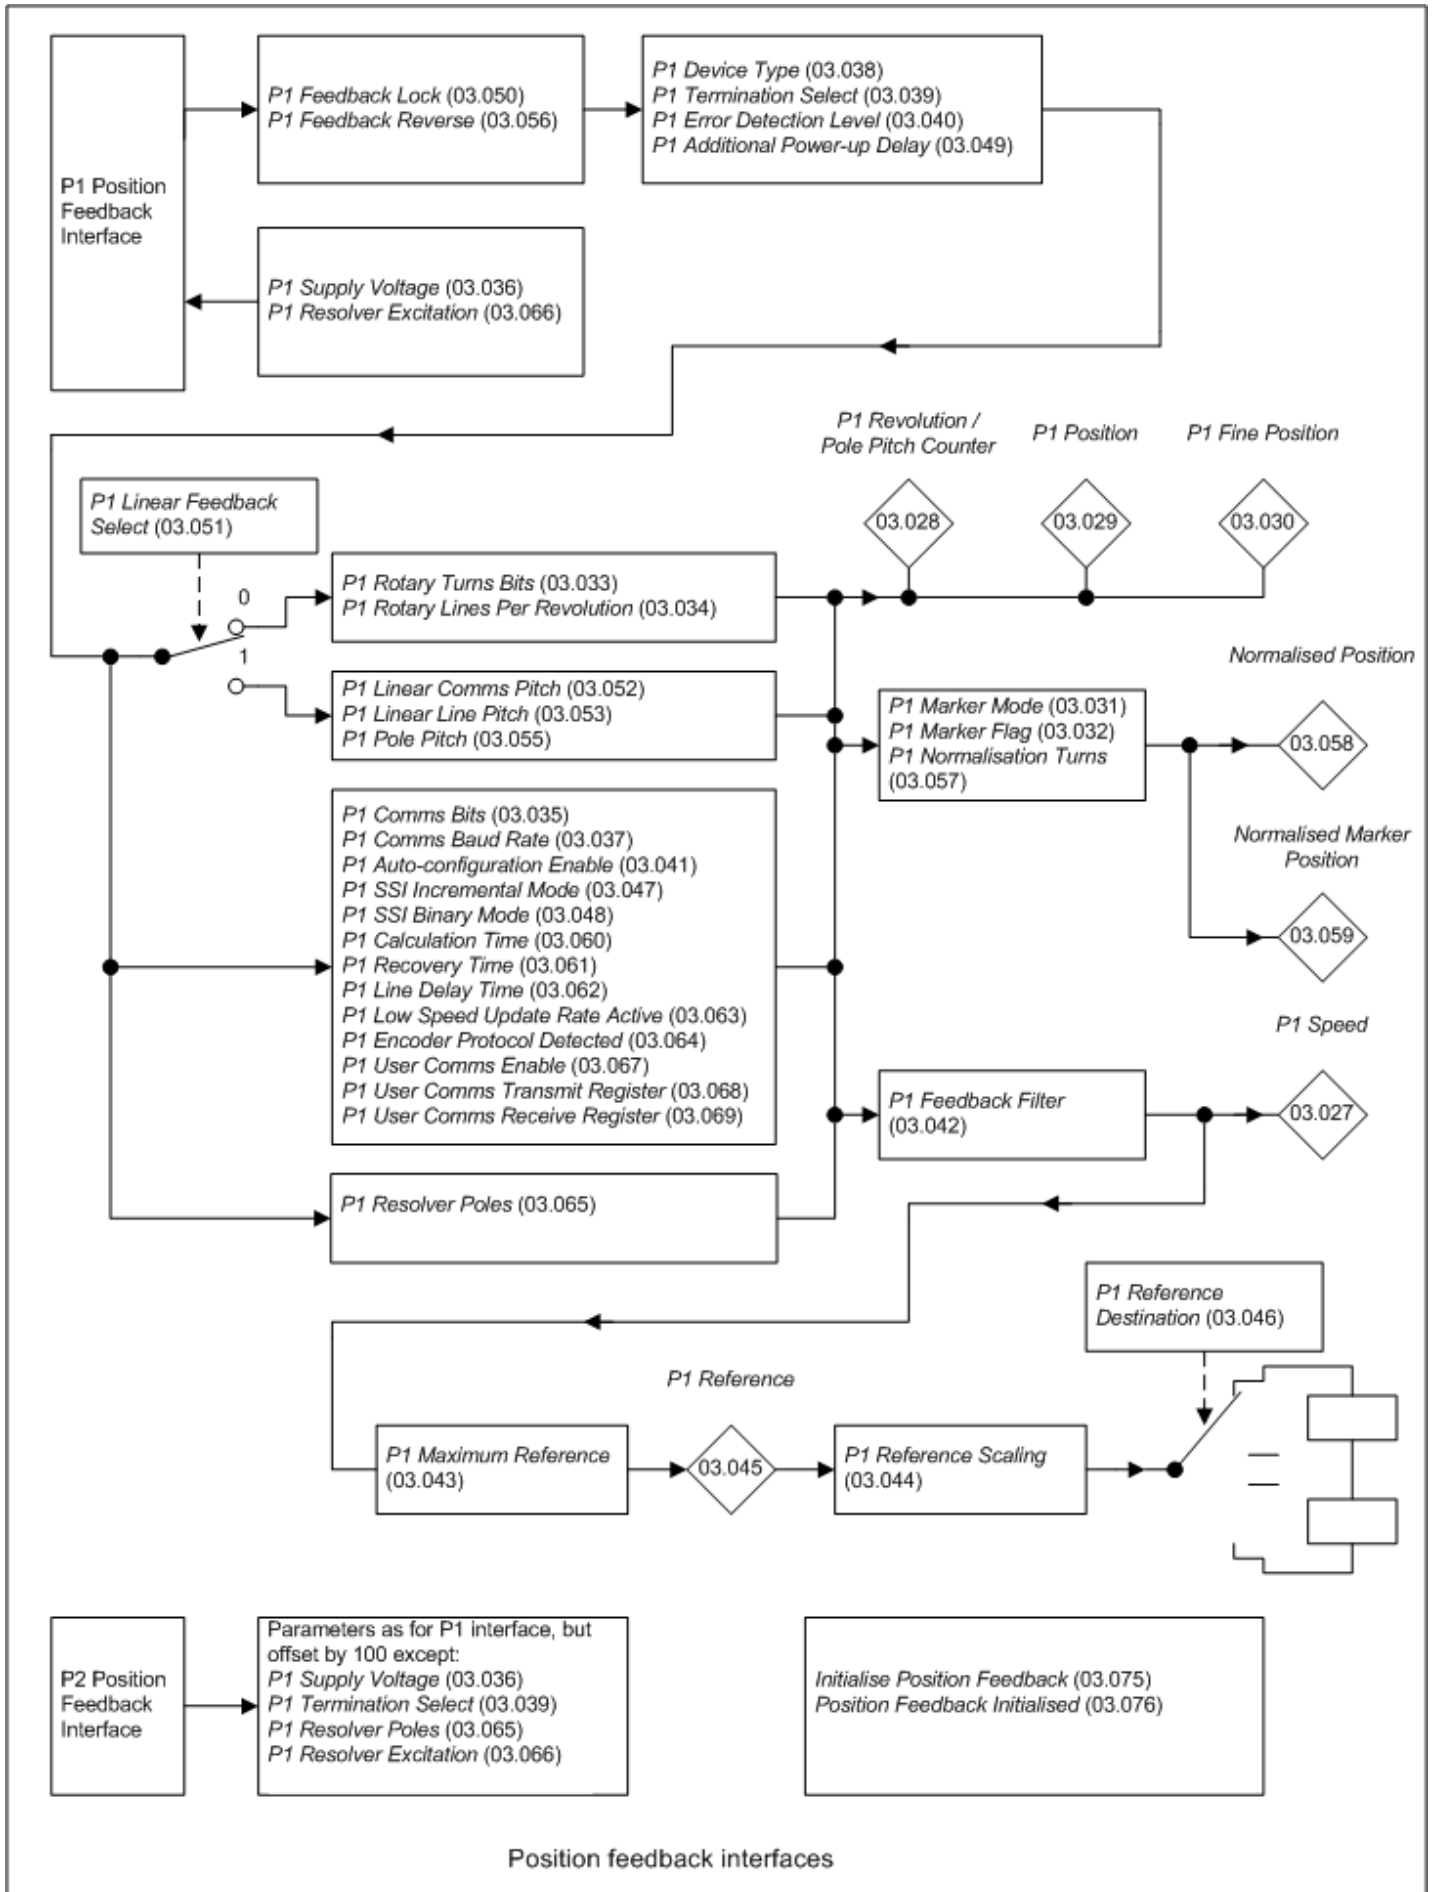 P1 Position
Feedback
Interface
P1 Feedback Lock (03.050)
P1 Feedback Reverse (03.056)
P1 Device Type (03.038)
P1 Termination Select (03.039)
P1 Error Detection Level (03.040)
P1 Additional Power-up Delay (03.049)
P1 Supply Voltage (03.036)
P1 Resolver Excitation (03.066)
P1 Revolution /
Pole Pitch Counter
P1 Position
P1 Fine Position
03.028
03.029
03.030
P1 Linear Feedback
Select (03.051)
0
1
P1 Rotary Turns Bits (03.033)
P1 Rotary Lines Per Revolution (03.034)
P1 Linear Comms Pitch (03.052)
P1 Linear Line Pitch (03.053)
P1 Pole Pitch (03.055)
P1 Marker Mode (03.031)
P1 Marker Flag (03.032)
P1 Normalisation Turns
(03.057)
Normalised Position
03.058
Normalised Marker
Position
03.059
P1 Comms Bits (03.035)
P1 Comms Baud Rate (03.037)
P1 Auto-configuration Enable (03.041)
P1 SSI Incremental Mode (03.047)
P1 SSI Binary Mode (03.048)
P1 Calculation Time (03.060)
P1 Recovery Time (03.061)
P1 Line Delay Time (03.062)
P1 Low Speed Update Rate Active (03.063)
P1 Encoder Protocol Detected (03.064)
P1 User Comms Enable (03.067)
P1 User Comms Transmit Register (03.068)
P1 User Comms Receive Register (03.069)
P1 Speed
P1 Feedback Filter
(03.042)
03.027
P1 Resolver Poles (03.065)
P1 Reference
Destination (03.046)
P1 Reference
P1 Maximum Reference
(03.043)
03.045
P1 Reference Scaling
(03.044)
P2 Position
Feedback
Interface
Parameters as for P1 interface, but
offset by 100 except:
P1 Supply Voltage (03.036)
P1 Termination Select (03.039)
P1 Resolver Poles (03.065)
P1 Resolver Excitation (03.066)
Initialise Position Feedback (03.075)
Position Feedback Initialised (03.076)
Position feedback interfaces